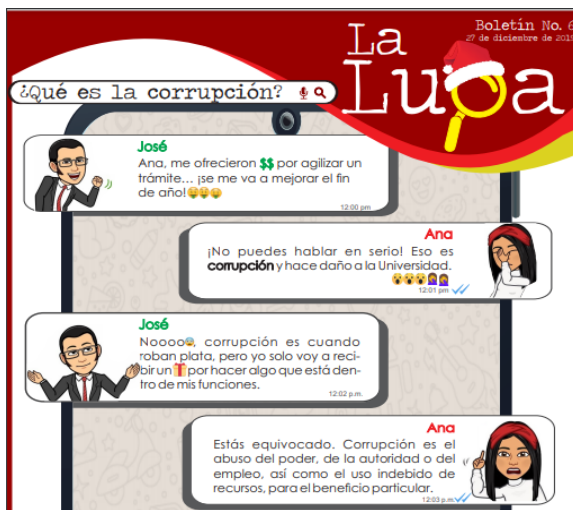 Boletín No. 6
27 de diciembre de 201
La
Lupa
¿Qué es la corrupción?
José
Ana, me ofrecieron $$ por agilizar un
trámite... ¡se me va a mejorar el fin
de año!🤑🤑🤑
12:00 pm
Ana
¡No puedes hablar en serio! Eso es
corrupción y hace daño a la Universidad.
😵😵😵🤦‍♀️🤦‍♀️
12:01 pm
José
Noooo😰, corrupción es cuando
roban plata, pero yo solo voy a reci-
bir un 🎁 por hacer algo que está den-
tro de mis funciones.
12:02 p.m.
Ana
Estás equivocado. Corrupción es el
abuso del poder, de la autoridad o del
empleo, así como el uso indebido de
recursos, para el beneficio particular.
12:03 p.m.